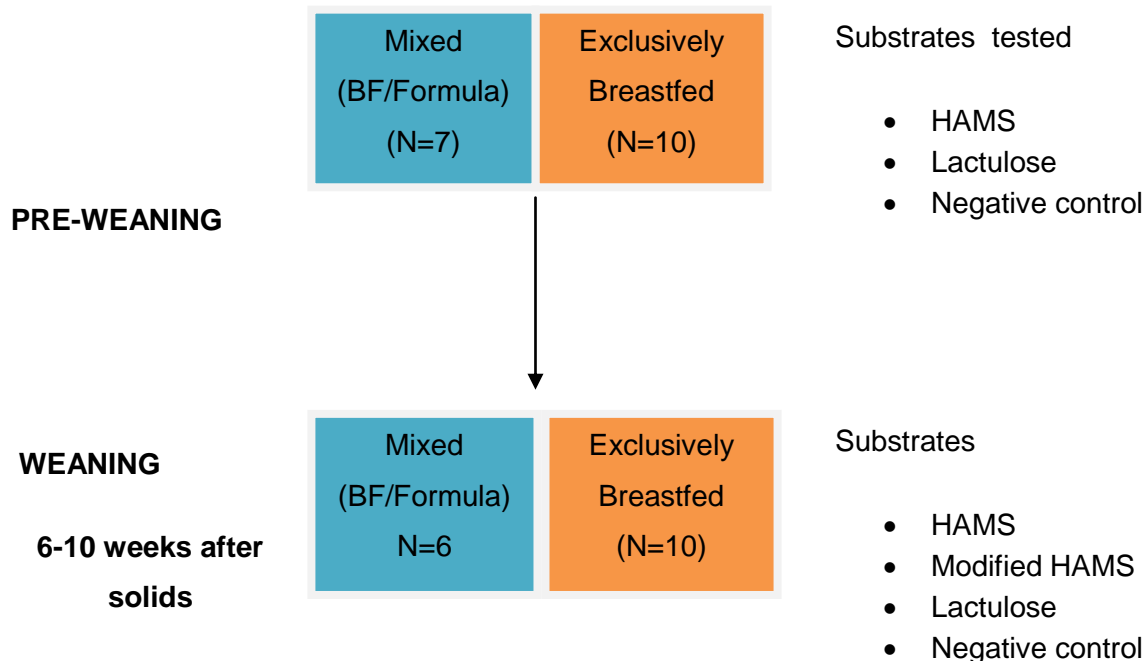 Mixed
(BF/Formula)
(N=7)
Exclusively
Breastfed
(N=10)
Substrates tested
• HAMS
• Lactulose
• Negative control
PRE-WEANING
WEANING
6-10 weeks after
solids
Mixed
(BF/Formula)
N=6
Exclusively
Breastfed
(N=10)
Substrates
• HAMS
• Modified HAMS
• Lactulose
• Negative control